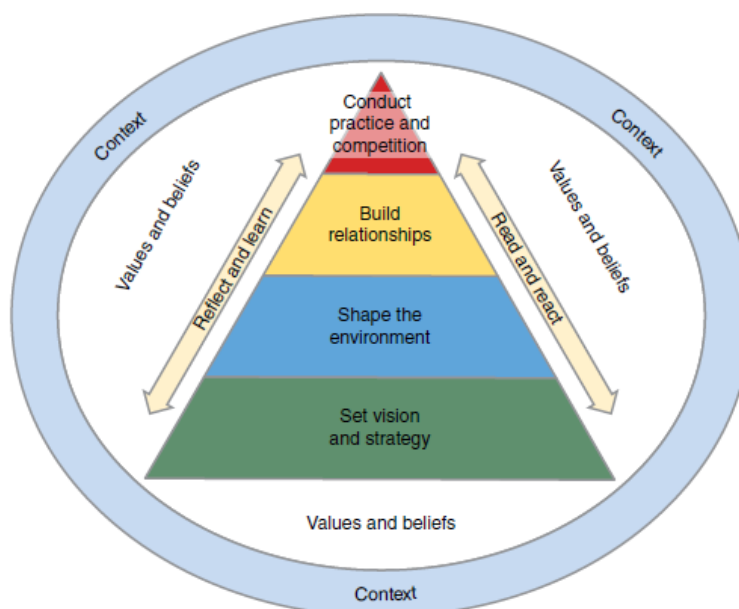 Context
Context
Values and beliefs
Values and beliefs
Conduct
practice and
competition
Reflect and learn
Read and react
Build
relationships
Shape the
environment
Set vision
and strategy
Values and beliefs
Context